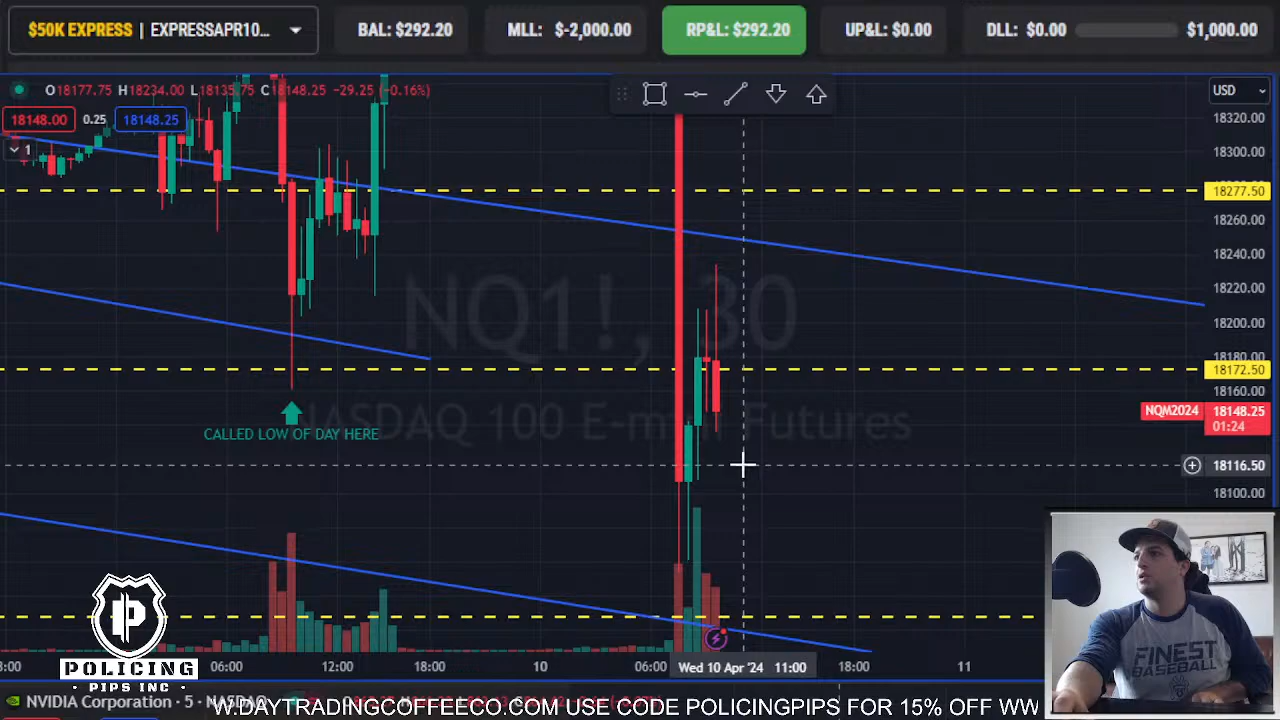 $50K EXPRESS | EXPRESSAPR10...
BAL: $292.20
MLL: $-2,000.00
RP&L: $292.20
UP&L: $0.00
DLL: $0.00
$1,000.00
O18177.75 H18234.00 L18135.75 C18148.25 -29.25 (-0.16%)
18148.00 0.25 18148.25
1
USD
18320.00
18300.00
18277.50
18260.00
18240.00
18220.00
18200.00
18180.00
18172.50
18160.00
NQM2024 18148.25
01:24
18116.50
18100.00
NQ1!, 30
NASDAQ 100 E-mini Futures
CALLED LOW OF DAY HERE
06:00 12:00 18:00 10 06:00 Wed 10 Apr '24 11:00 18:00 11
P
POLICING
PIPS INC
FINEST
BASEBALL
NVIDIA Corporation · 5 · NASDAQ
W.DAYTRADINGCOFFEECO.COM USE CODE POLICINGPIPS FOR 15% OFF WW